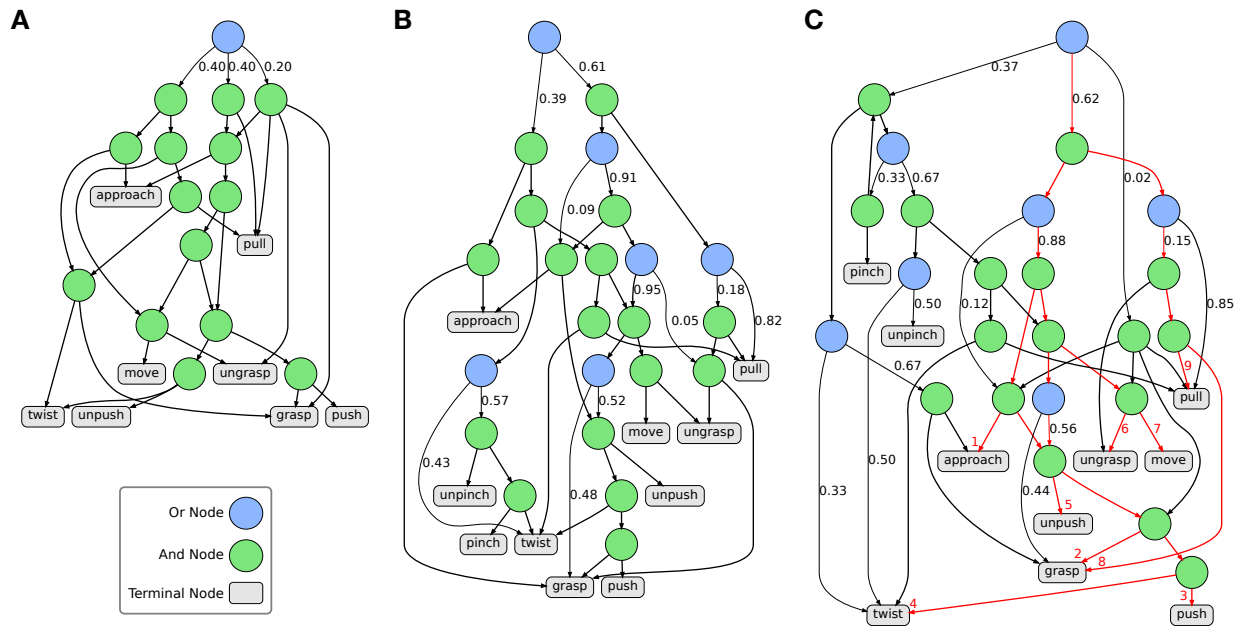 A
B
C
0.40
0.40
0.20
approach
pull
move
ungrasp
twist
unpush
grasp
push
Or Node
And Node
Terminal Node
0.61
0.39
0.91
0.09
0.95
0.18
0.05
0.82
approach
pull
0.57
0.52
move
ungrasp
0.43
0.48
unpinch
unpush
pinch
twist
grasp
push
0.37
0.62
0.33
0.67
0.02
0.88
0.15
pinch
0.50
0.12
0.85
unpinch
0.67
9
pull
0.56
6
7
1
approach
ungrasp
move
0.33
0.50
0.44
5
unpush
2
8
grasp
4
3
twist
push